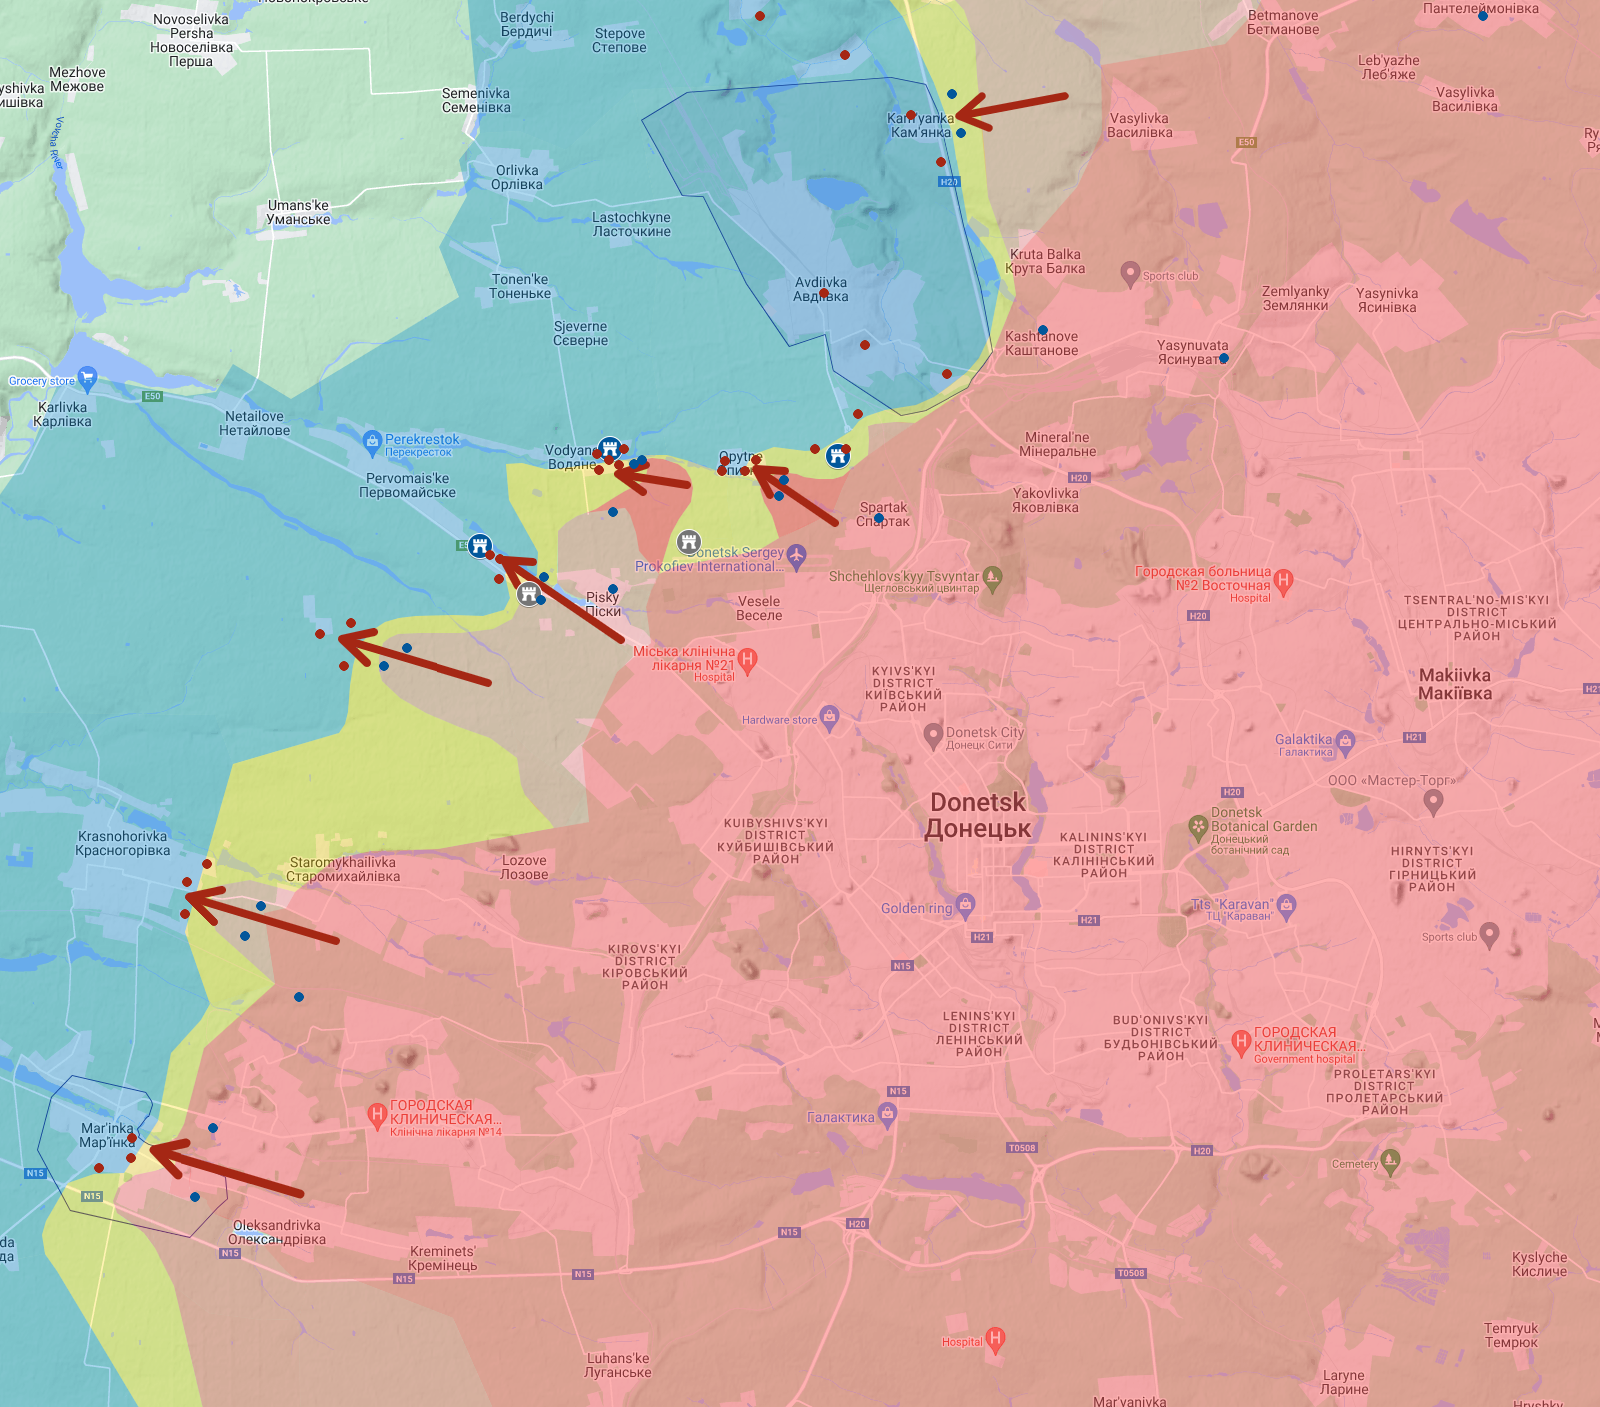 Berdychi
Бердичі
Novoselivka
Persha
Новоселівка
Перша
Stepove
Степове
Betmanove
Бетманове
Пантелеймонівка
Mezhove
Межове
Semenivka
Семенівка
Leb'yazhe
Леб'яже
Vasylivka
Василівка
Vovcha River
Kam'yanka
Кам'янка
Vasylivka
Василівка
E50
Orlivka
Орлівка
H20
Umans'ke
Уманське
Lastochkyne
Ласточкине
Kruta Balka
Крута Балка
Sports club
Tonen'ke
Тоненьке
Avdiivka
Авдіївка
Zemlyanky
Землянки
Yasynivka
Ясинівка
Sjeverne
Сєверне
Kashtanove
Каштанове
Yasynuvata
Ясинувата
Grocery store
E50
Karlivka
Карлівка
Netailove
Нетайлове
Perekrestok
Перекресток
H20
Mineral'ne
Мінеральне
Водяне
Opytne
Pervomais'ke
Первомайське
Yakovlivka
Яковлівка
Spartak
Спартак
Donetsk Sergey
Prokofiev International...
Shchehlovs'kyy Tsvyntar
Щегловський цвинтар
Городская больница
№2 Восточная
Hospital
Pisky
Піски
Vesele
Веселе
H20
TSENTRAL'NO-MIS'KYI
DISTRICT
ЦЕНТРАЛЬНО-МІСЬКИЙ
РАЙОН
Міська клінічна
лікарня №21
Hospital
KYIVS'KYI
DISTRICT
КИЇВСЬКИЙ
РАЙОН
Makiivka
Макіївка
Hardware store
Donetsk City
Донецк Сити
Galaktika
Галактика
H21
ООО «Мастер-Торг»
H20
Donetsk
Донецьк
Donetsk
Botanical Garden
Донецький
ботанічний сад
Krasnohorivka
Красногорівка
KUIBYSHIVS'KYI
DISTRICT
КУЙБИШІВСЬКИЙ
РАЙОН
KALININS'KYI
DISTRICT
КАЛІНІНСЬКИЙ
РАЙОН
HIRNYTS'KYI
DISTRICT
ГІРНИЦЬКИЙ
РАЙОН
Staromykhailivka
Старомихайлівка
Lozove
Лозове
Golden ring
H21
Tts "Karavan"
ТЦ "Караван"
H21
Sports club
KIROVS'KYI
DISTRICT
КІРОВСЬКИЙ
РАЙОН
N15
LENINS'KYI
DISTRICT
ЛЕНІНСЬКИЙ
РАЙОН
BUD'ONIVS'KYI
DISTRICT
БУДЬОНІВСЬКИЙ
РАЙОН
ГОРОДСКАЯ
КЛИНИЧЕСКАЯ...
Government hospital
PROLETARS'KYI
DISTRICT
ПРОЛЕТАРСЬКИЙ
РАЙОН
N15
ГОРОДСКАЯ
КЛИНИЧЕСКАЯ...
Клінічна лікарня №14
Галактика
Mar'inka
Мар'їнка
T0508
H20
Cemetery
N15
N15
Oleksandrivka
Олександрівка
N15
N15
H20
Kreminets'
Кремінець
N15
N15
T0508
Kyslyche
Кисличе
Hospital
Temryuk
Темрюк
Luhans'ke
Луганське
Laryne
Ларине
Mar'yanivka